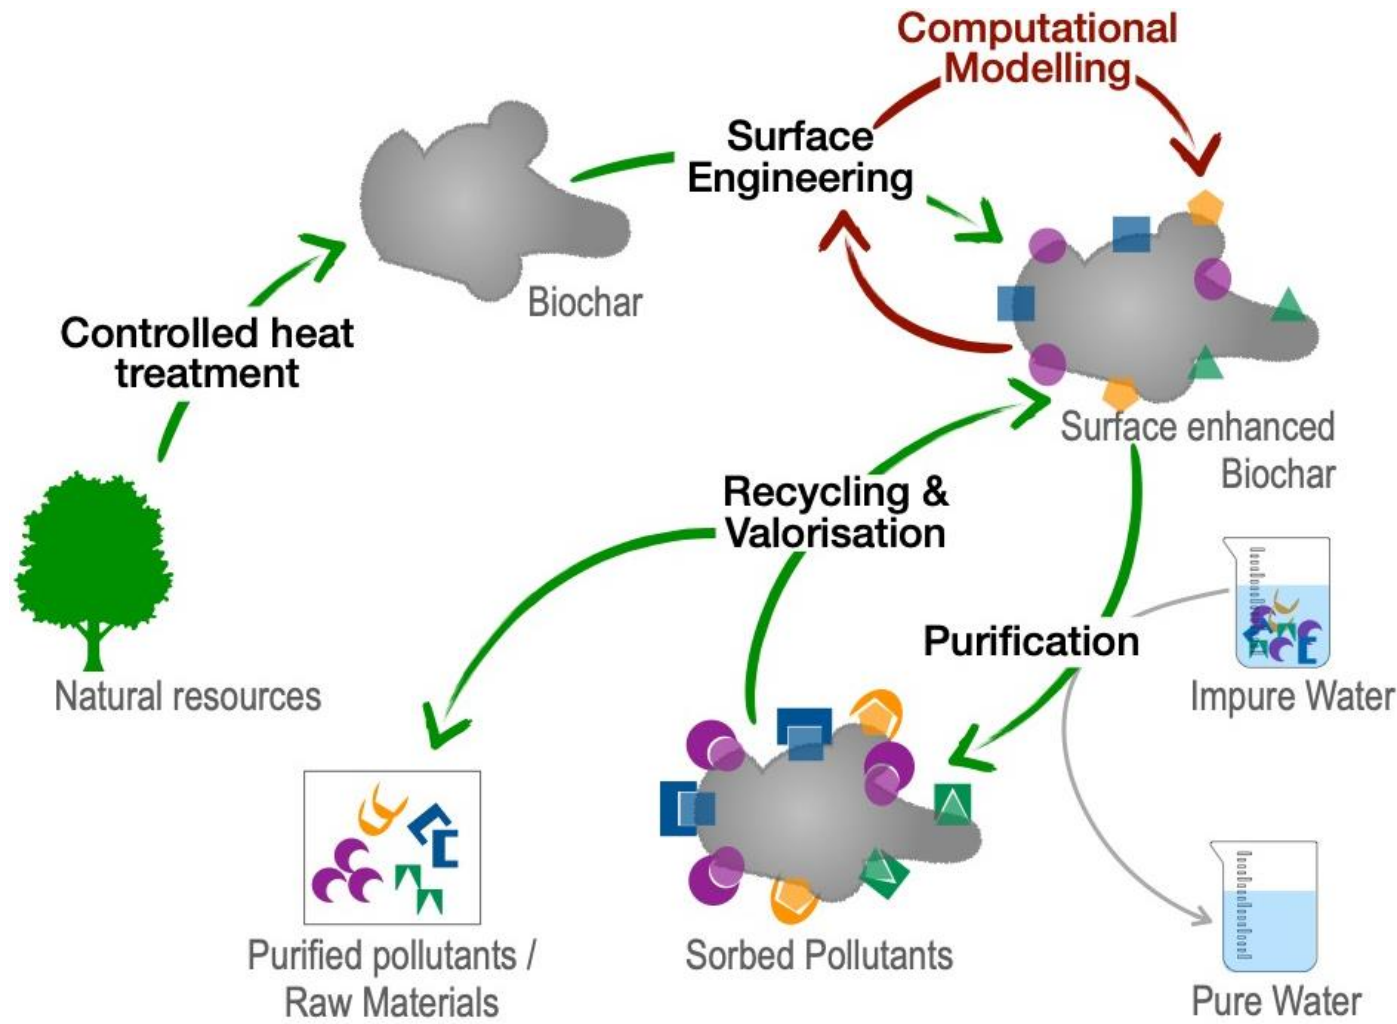 Computational
Modelling
Surface
Engineering
Biochar
Controlled heat
treatment
Surface enhanced
Biochar
Recycling &
Valorisation
Purification
Natural resources
Impure Water
Purified pollutants /
Raw Materials
Sorbed Pollutants
Pure Water